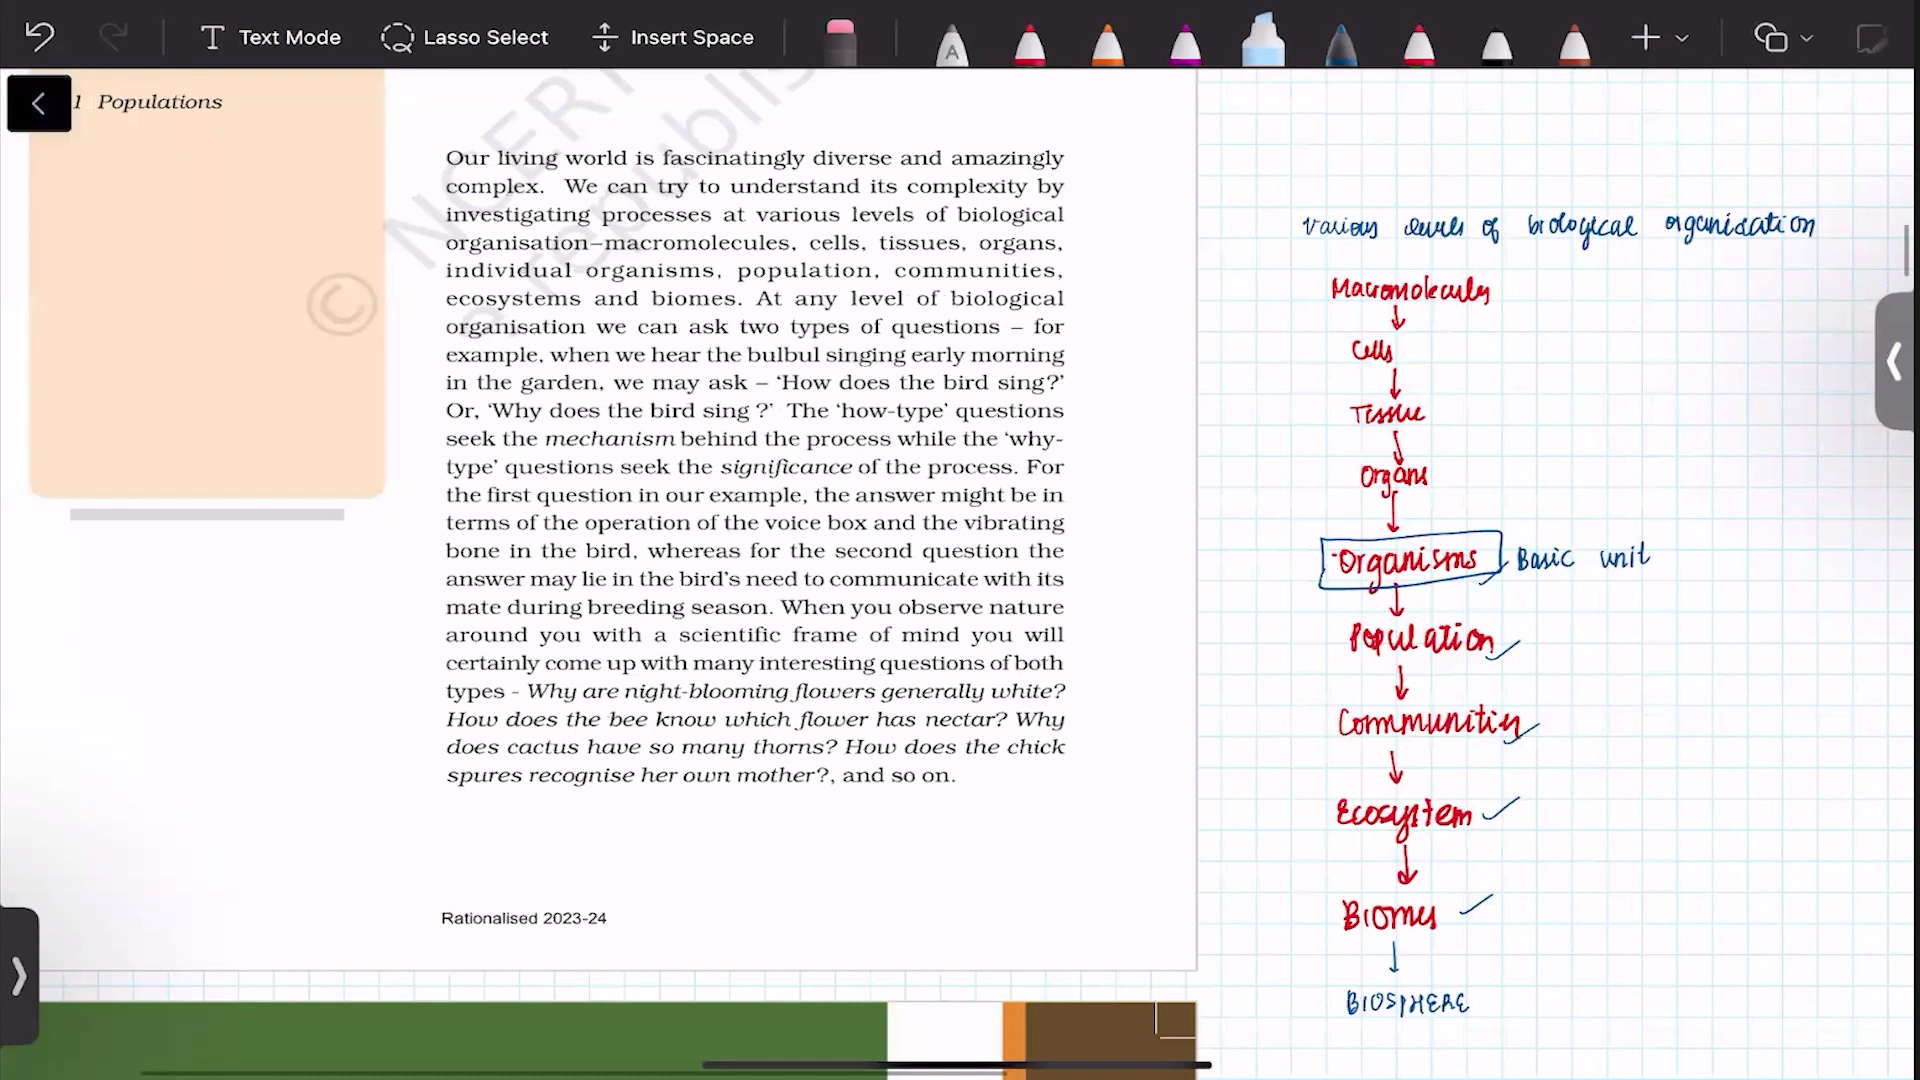 Text Mode
Lasso Select
Insert Space
A
1 Populations
© NCERT
republis
Our living world is fascinatingly diverse and amazingly
complex. We can try to understand its complexity by
investigating processes at various levels of biological
organisation–macromolecules, cells, tissues, organs,
individual organisms, population, communities,
ecosystems and biomes. At any level of biological
organisation we can ask two types of questions – for
example, when we hear the bulbul singing early morning
in the garden, we may ask – ‘How does the bird sing?’
Or, ‘Why does the bird sing ?’ The ‘how-type’ questions
seek the mechanism behind the process while the ‘why-
type’ questions seek the significance of the process. For
the first question in our example, the answer might be in
terms of the operation of the voice box and the vibrating
bone in the bird, whereas for the second question the
answer may lie in the bird’s need to communicate with its
mate during breeding season. When you observe nature
around you with a scientific frame of mind you will
certainly come up with many interesting questions of both
types - Why are night-blooming flowers generally white?
How does the bee know which flower has nectar? Why
does cactus have so many thorns? How does the chick
spures recognise her own mother?, and so on.
Rationalised 2023-24
Various levels of biological organisation
Macromolecules
Cells
Tissue
Organs
Organisms Basic unit
Population
Communities
Ecosystem
Biomes
BIOSPHERE